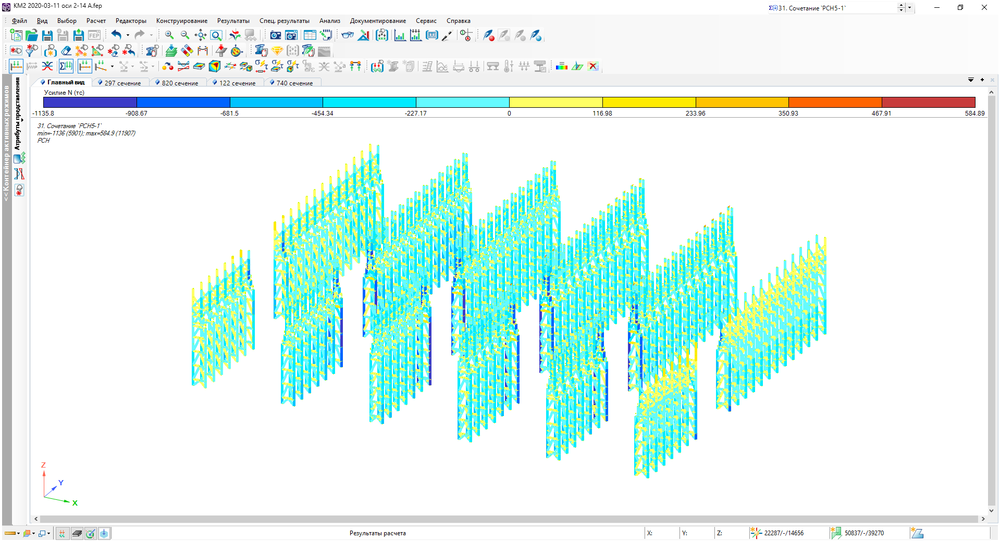 КМ2 2020-03-11 оси 2-14 А.fep
Σ 31. Сочетание `РСН5-1`
Файл Вид Выбор Расчет Редакторы Конструирование Результаты Спец. результаты Анализ Документирование Сервис Справка
FEP
Главный вид 297 сечение 820 сечение 122 сечение 740 сечение
<< Контейнер активных режимов
Атрибуты представления
Усилие N (тс)
-1135.8 -908.67 -681.5 -454.34 -227.17 0 116.98 233.96 350.93 467.91 584.89
31. Сочетание `РСН5-1`
min=-1136 (5901); max=584.9 (11907)
РСН
Z
Y
X
Результаты расчета X: Y: Z: 22287/-/14656 50837/-/39270